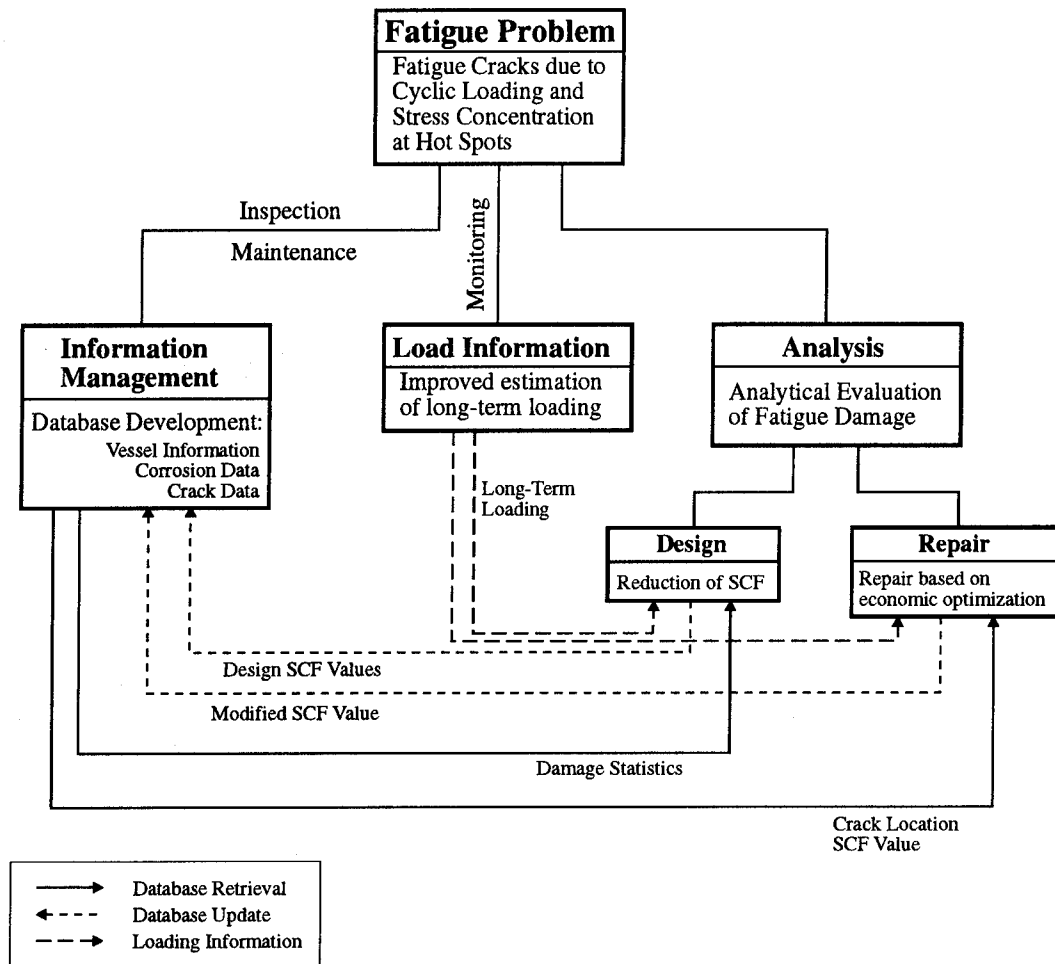 Fatigue Problem
Fatigue Cracks due to
Cyclic Loading and
Stress Concentration
at Hot Spots
Inspection
Maintenance
Monitoring
Information
Management
Database Development:
Vessel Information
Corrosion Data
Crack Data
Load Information
Improved estimation
of long-term loading
Analysis
Analytical Evaluation
of Fatigue Damage
Long-Term
Loading
Design
Reduction of SCF
Repair
Repair based on
economic optimization
Design SCF Values
Modified SCF Value
Damage Statistics
Crack Location
SCF Value
Database Retrieval
Database Update
Loading Information